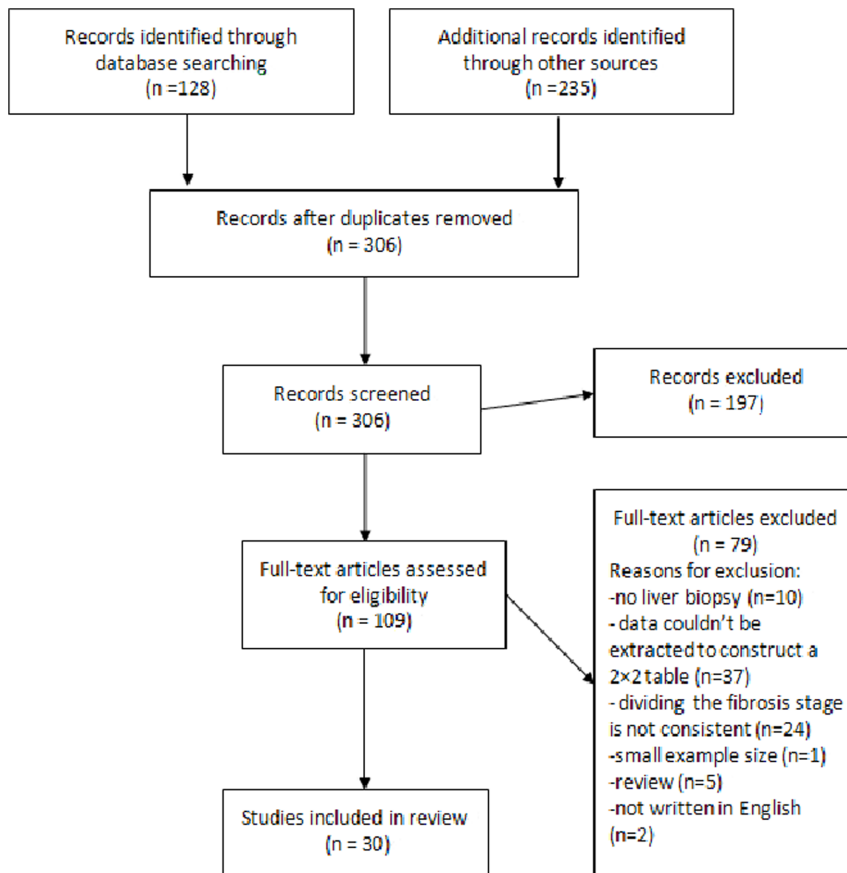 Records identified through
database searching
(n =128)
Additional records identified
through other sources
(n =235)
Records after duplicates removed
(n = 306)
Records screened
(n = 306)
Records excluded
(n = 197)
Full-text articles assessed
for eligibility
(n = 109)
Full-text articles excluded
(n = 79)
Reasons for exclusion:
-no liver biopsy (n=10)
- data couldn't be
extracted to construct a
2×2 table (n=37)
- dividing the fibrosis stage
is not consistent (n=24)
-small example size (n=1)
-review (n=5)
-not written in English
(n=2)
Studies included in review
(n = 30)